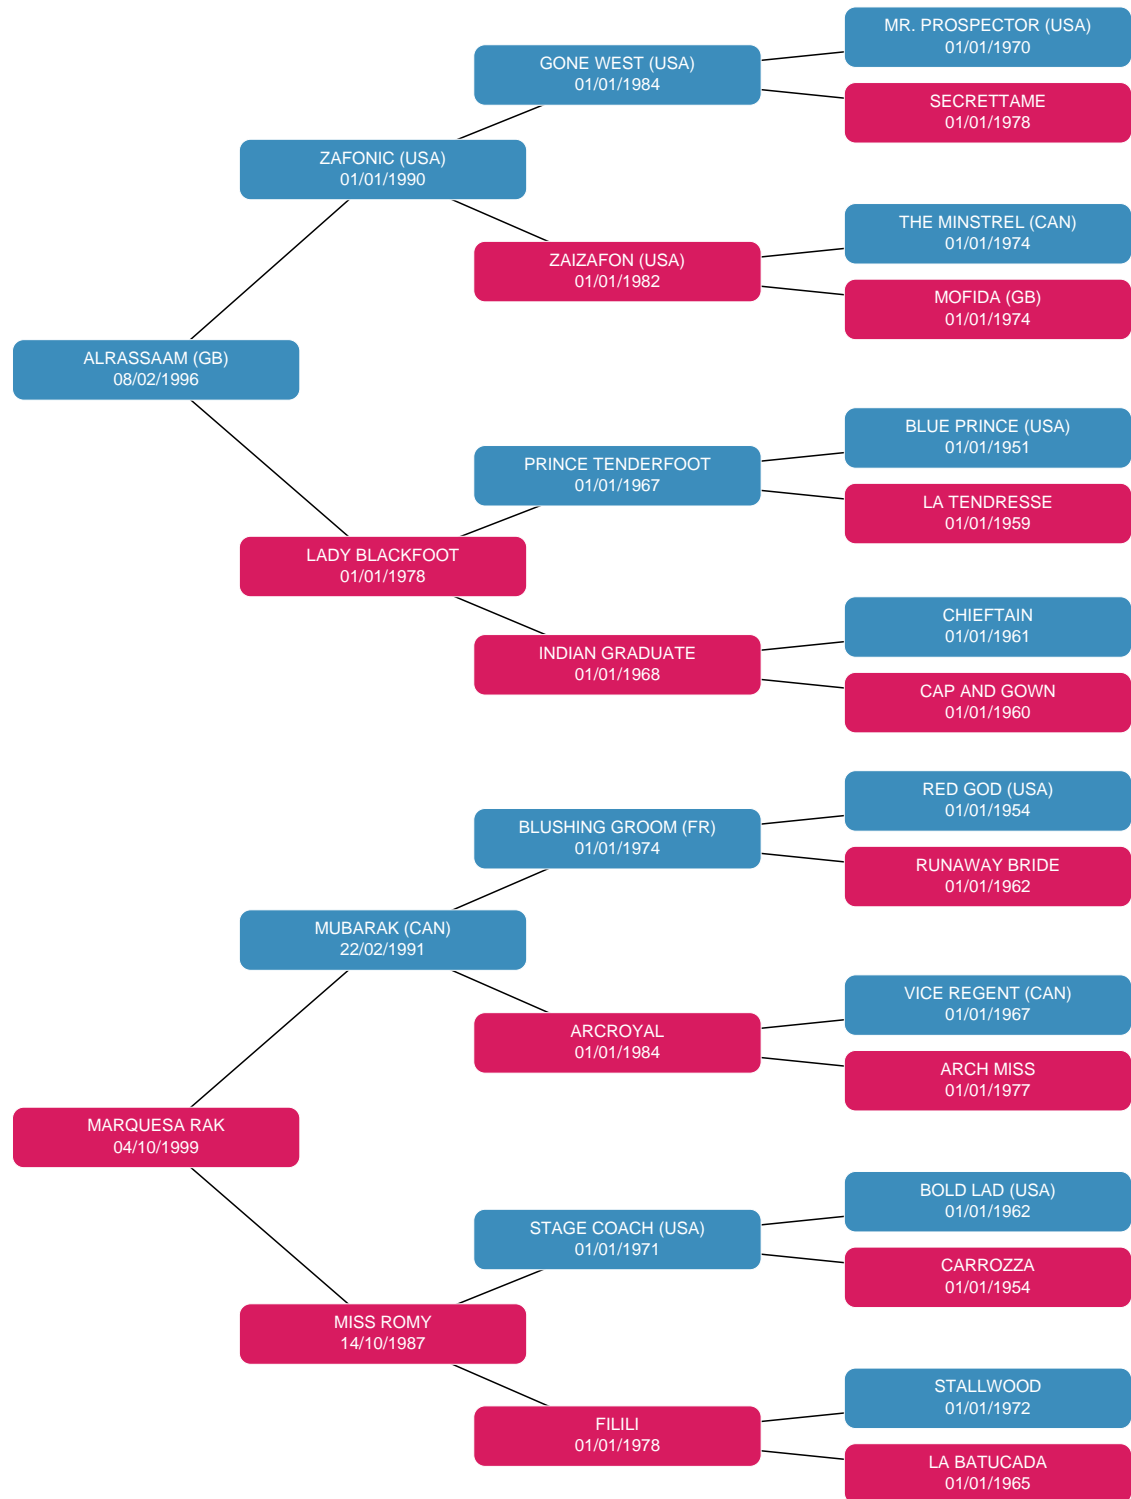 MR. PROSPECTOR (USA)
01/01/1970
GONE WEST (USA)
01/01/1984
SECRETTAME
01/01/1978
ZAFONIC (USA)
01/01/1990
THE MINSTREL (CAN)
01/01/1974
ZAIZAFON (USA)
01/01/1982
MOFIDA (GB)
01/01/1974
ALRASSAAM (GB)
08/02/1996
BLUE PRINCE (USA)
01/01/1951
PRINCE TENDERFOOT
01/01/1967
LA TENDRESSE
01/01/1959
LADY BLACKFOOT
01/01/1978
CHIEFTAIN
01/01/1961
INDIAN GRADUATE
01/01/1968
CAP AND GOWN
01/01/1960
RED GOD (USA)
01/01/1954
BLUSHING GROOM (FR)
01/01/1974
RUNAWAY BRIDE
01/01/1962
MUBARAK (CAN)
22/02/1991
VICE REGENT (CAN)
01/01/1967
ARCROYAL
01/01/1984
ARCH MISS
01/01/1977
MARQUESA RAK
04/10/1999
BOLD LAD (USA)
01/01/1962
STAGE COACH (USA)
01/01/1971
CARROZZA
01/01/1954
MISS ROMY
14/10/1987
STALLWOOD
01/01/1972
FILILI
01/01/1978
LA BATUCADA
01/01/1965